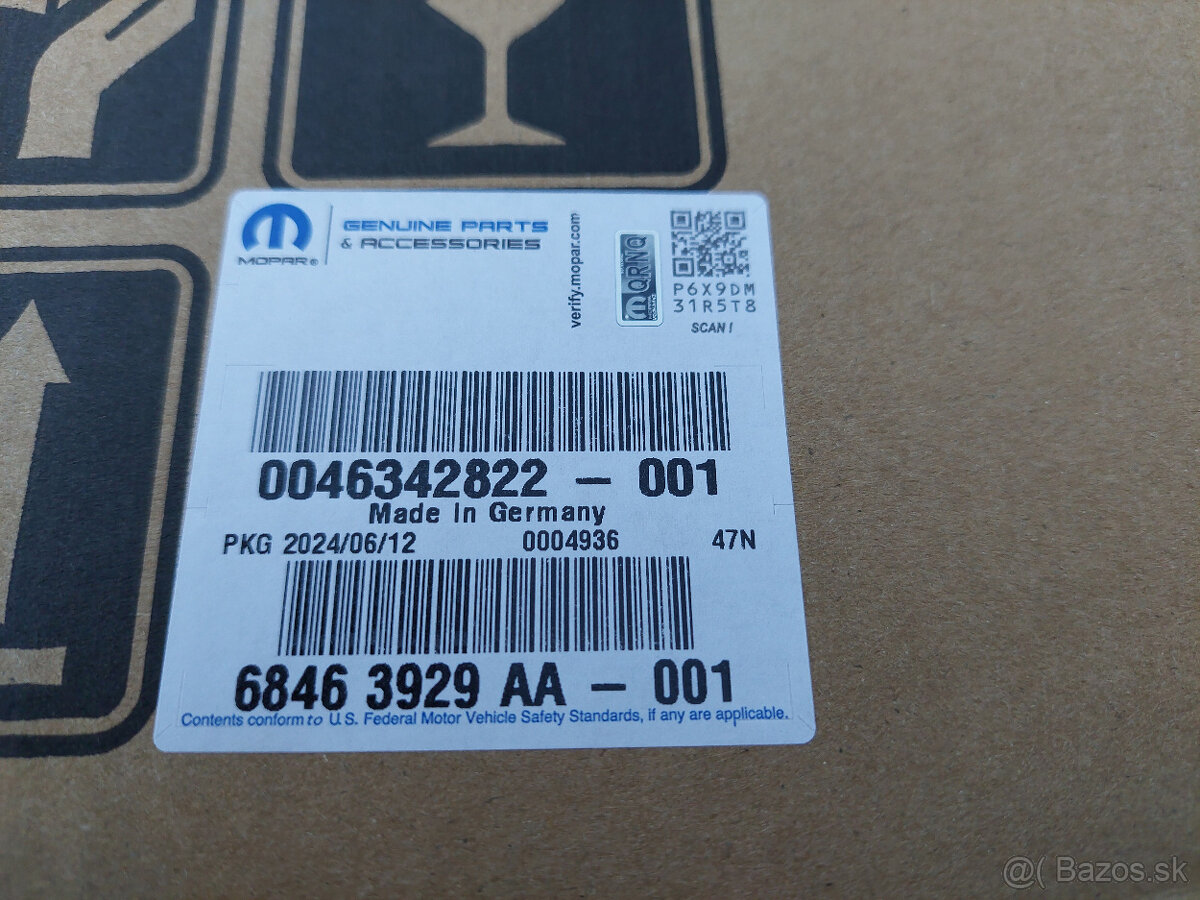 MOPAR®
GENUINE PARTS
& ACCESSORIES
verify.mopar.com
QRNQ
P6X9DM
31R5T8
SCAN!
0046342822 – 001
Made in Germany
PKG 2024/06/12 0004936 47N
6846 3929 AA – 001
Contents conform to U.S. Federal Motor Vehicle Safety Standards, if any are applicable.
@( Bazos.sk